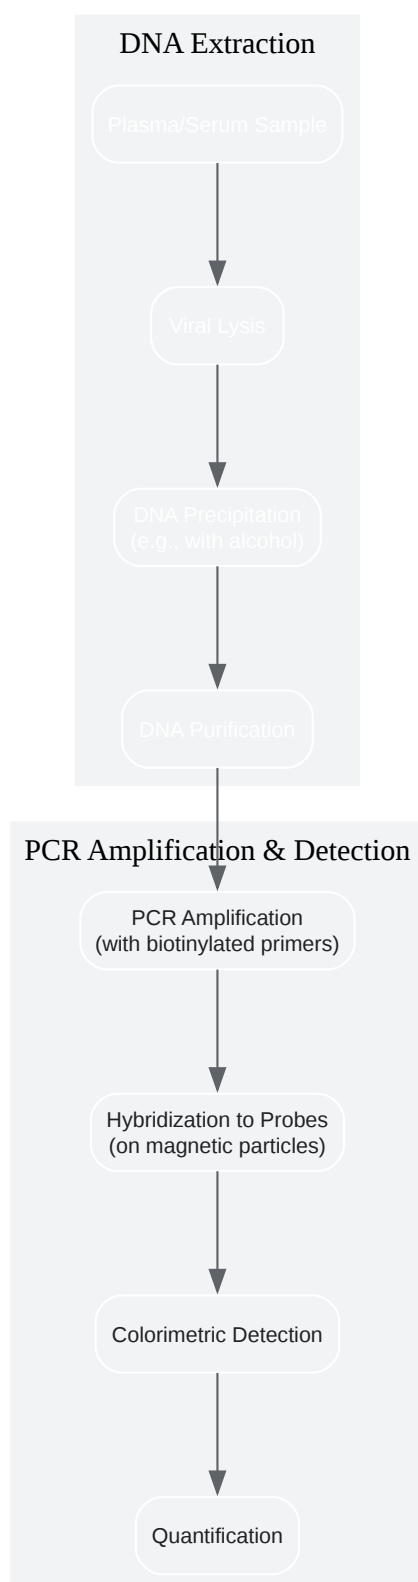 DNA Extraction
Plasma/Serum Sample
Viral Lysis
DNA Precipitation
(e.g., with alcohol)
DNA Purification
PCR Amplification & Detection
PCR Amplification
(with biotinylated primers)
Hybridization to Probes
(on magnetic particles)
Colorimetric Detection
Quantification